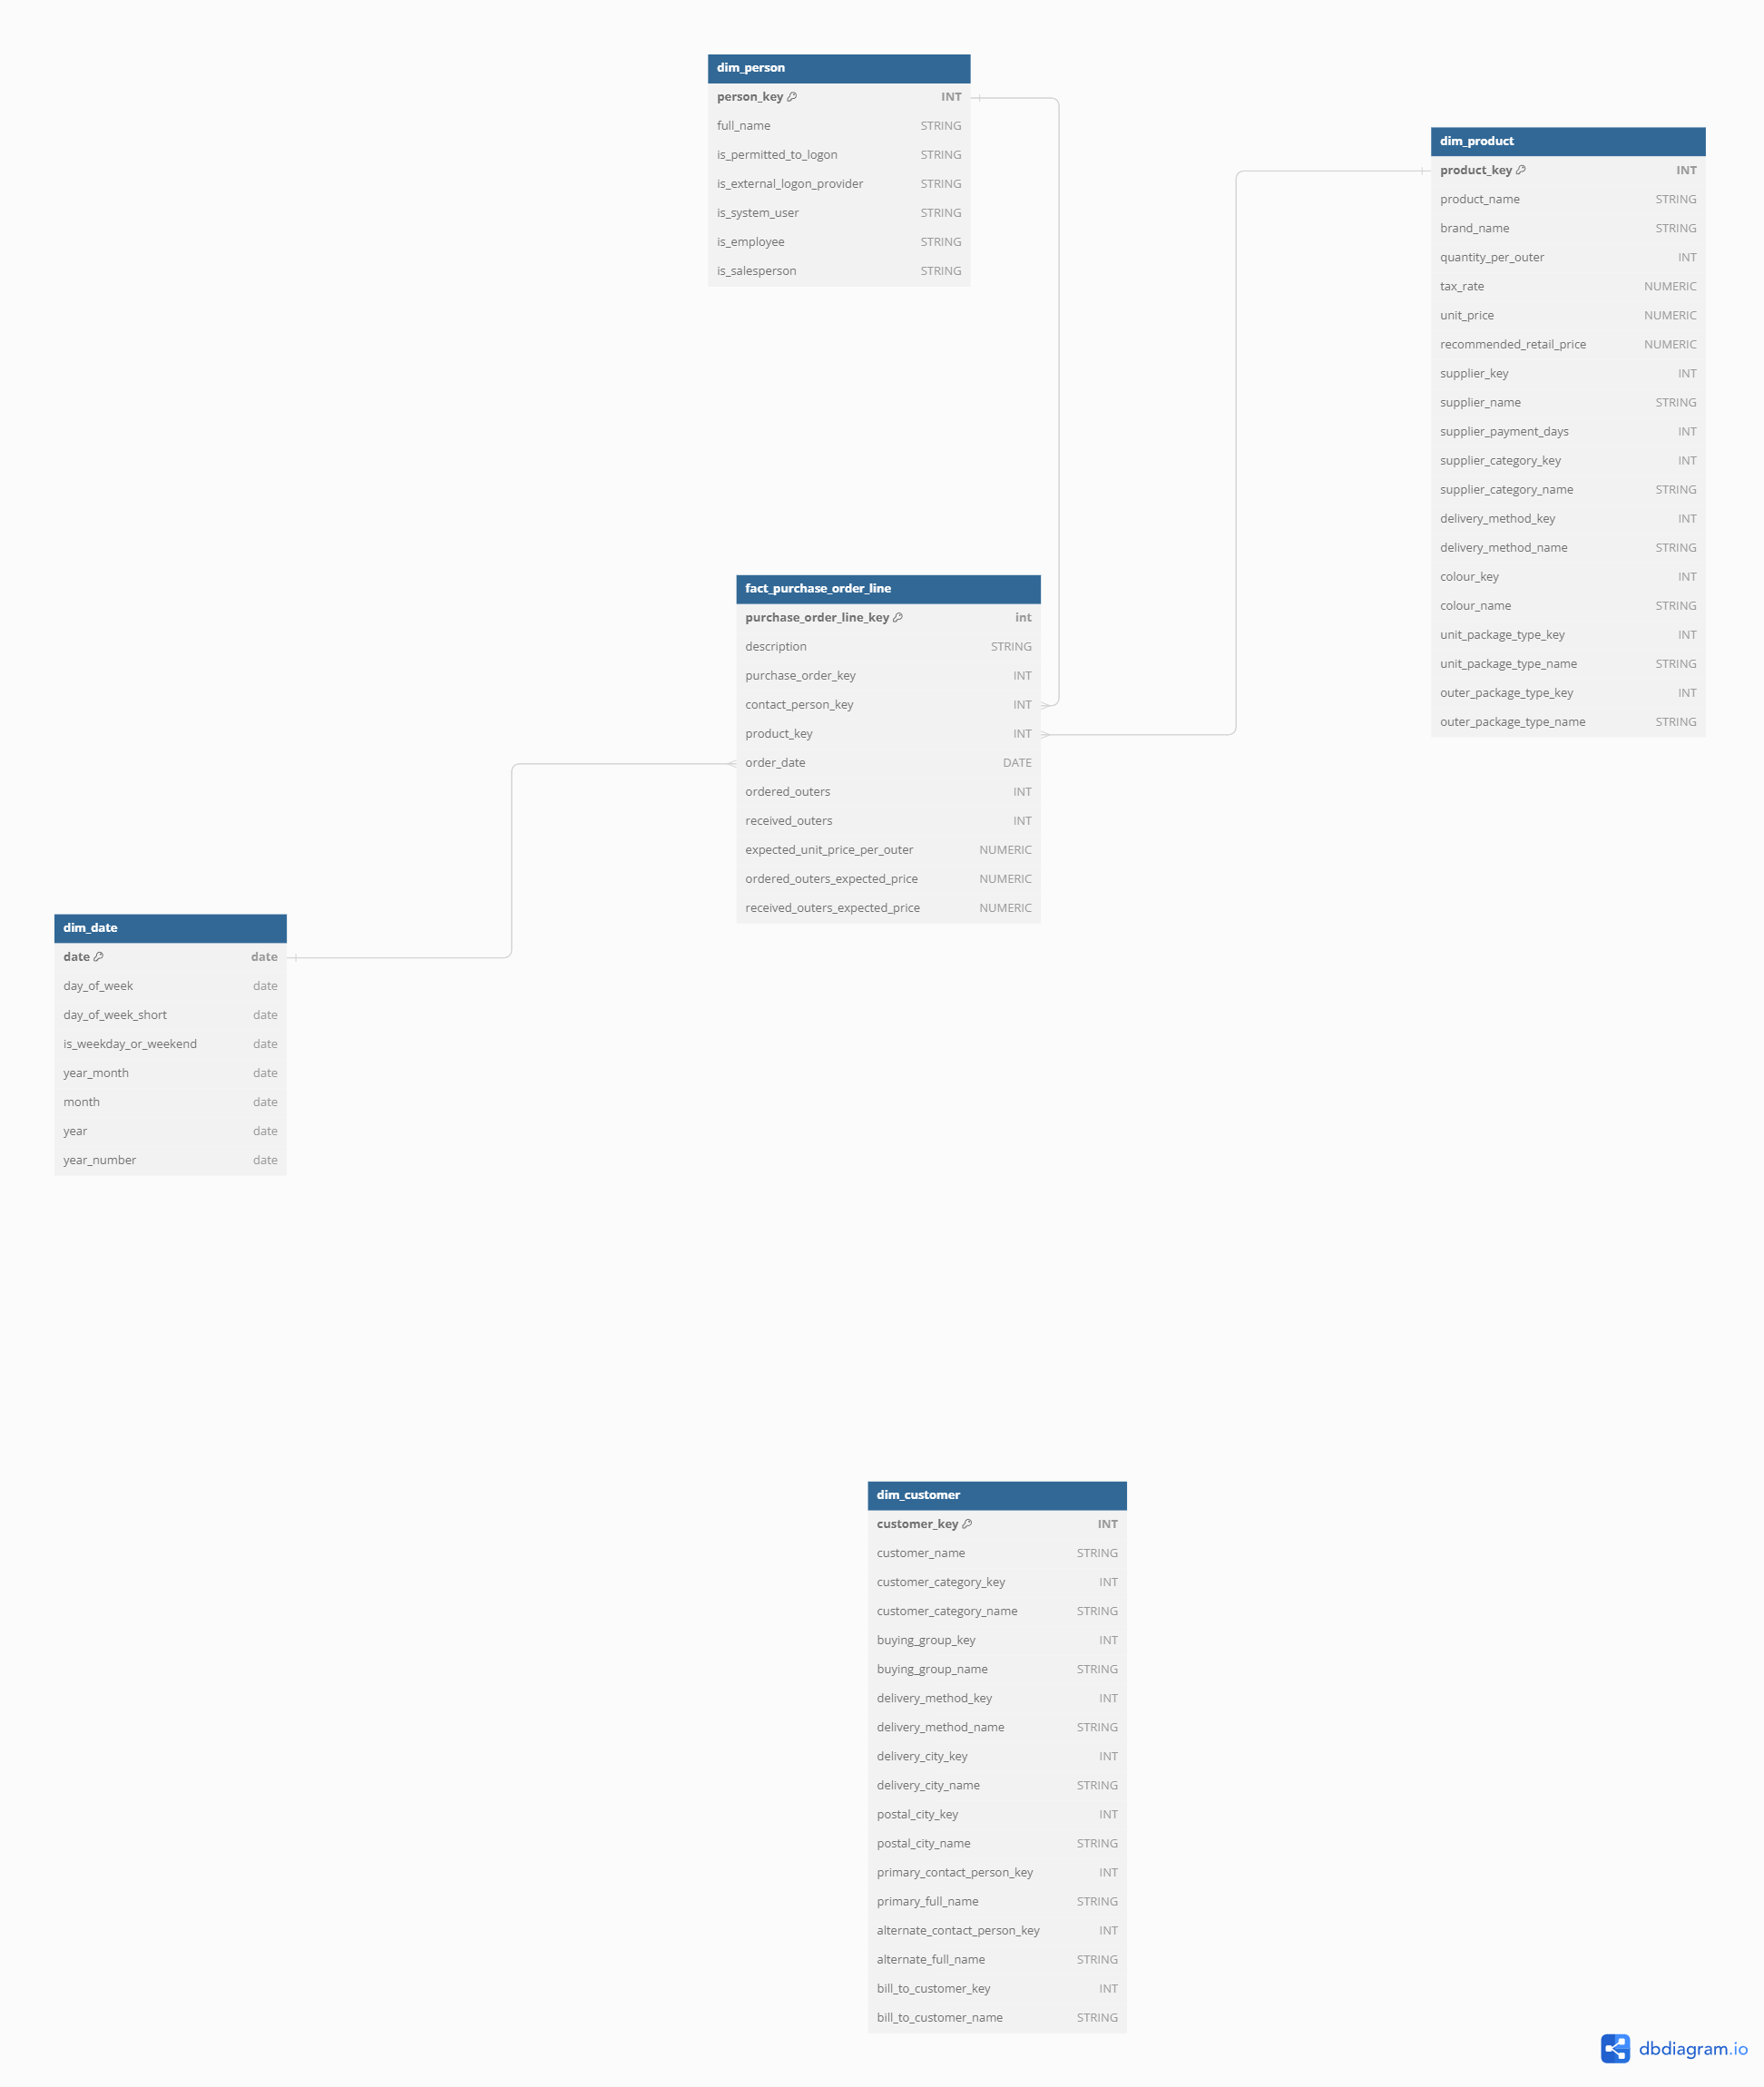 dim_person
person_key INT
full_name STRING
is_permitted_to_logon STRING
is_external_logon_provider STRING
is_system_user STRING
is_employee STRING
is_salesperson STRING
dim_product
product_key INT
product_name STRING
brand_name STRING
quantity_per_outer INT
tax_rate NUMERIC
unit_price NUMERIC
recommended_retail_price NUMERIC
supplier_key INT
supplier_name STRING
supplier_payment_days INT
supplier_category_key INT
supplier_category_name STRING
delivery_method_key INT
delivery_method_name STRING
colour_key INT
colour_name STRING
unit_package_type_key INT
unit_package_type_name STRING
outer_package_type_key INT
outer_package_type_name STRING
fact_purchase_order_line
purchase_order_line_key int
description STRING
purchase_order_key INT
contact_person_key INT
product_key INT
order_date DATE
ordered_outers INT
received_outers INT
expected_unit_price_per_outer NUMERIC
ordered_outers_expected_price NUMERIC
received_outers_expected_price NUMERIC
dim_date
date date
day_of_week date
day_of_week_short date
is_weekday_or_weekend date
year_month date
month date
year date
year_number date
dim_customer
customer_key INT
customer_name STRING
customer_category_key INT
customer_category_name STRING
buying_group_key INT
buying_group_name STRING
delivery_method_key INT
delivery_method_name STRING
delivery_city_key INT
delivery_city_name STRING
postal_city_key INT
postal_city_name STRING
primary_contact_person_key INT
primary_full_name STRING
alternate_contact_person_key INT
alternate_full_name STRING
bill_to_customer_key INT
bill_to_customer_name STRING
dbdiagram.io